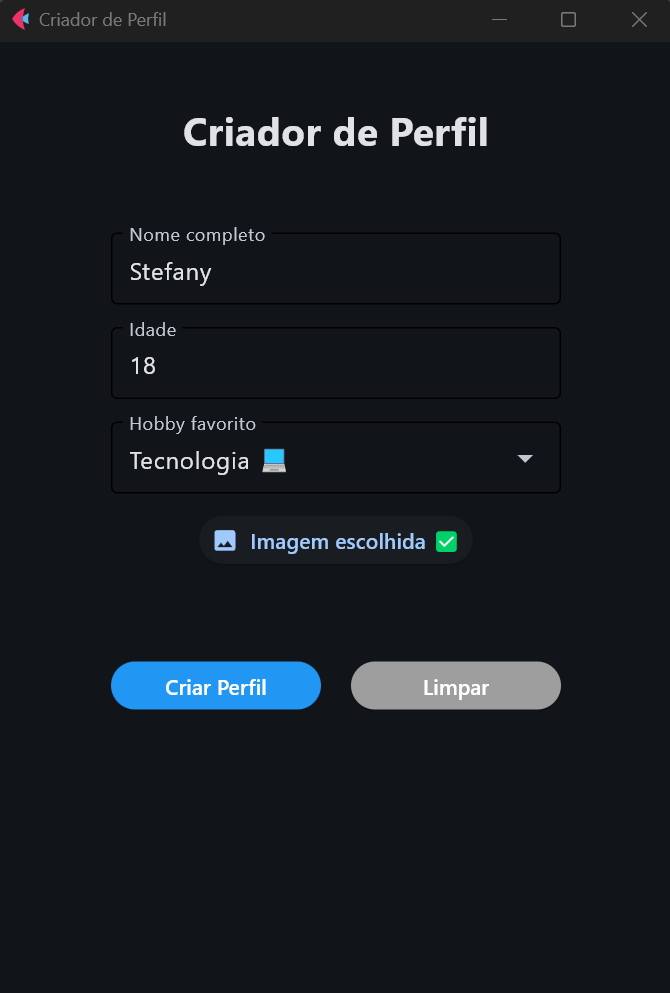 Criador de Perfil
Criador de Perfil
Nome completo
Stefany
Idade
18
Hobby favorito
Tecnologia 💻
Imagem escolhida ✅
Criar Perfil
Limpar